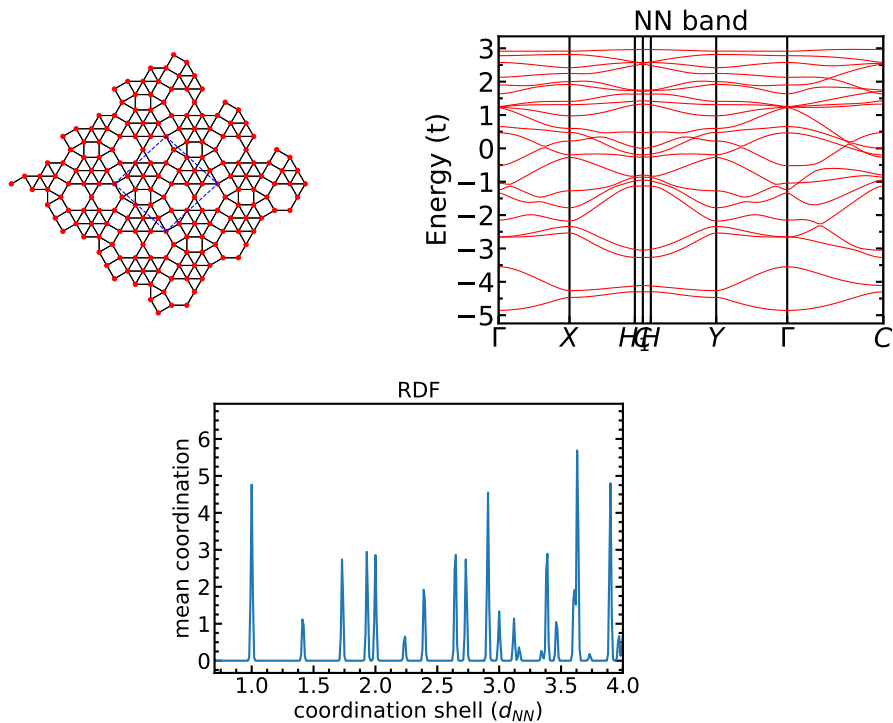 NN band
Energy (t)
3
2
1
0
−1
−2
−3
−4
−5
Γ X H₁ C H Y Γ C
RDF
mean coordination
6
5
4
3
2
1
0
1.0 1.5 2.0 2.5 3.0 3.5 4.0
coordination shell (d_NN)